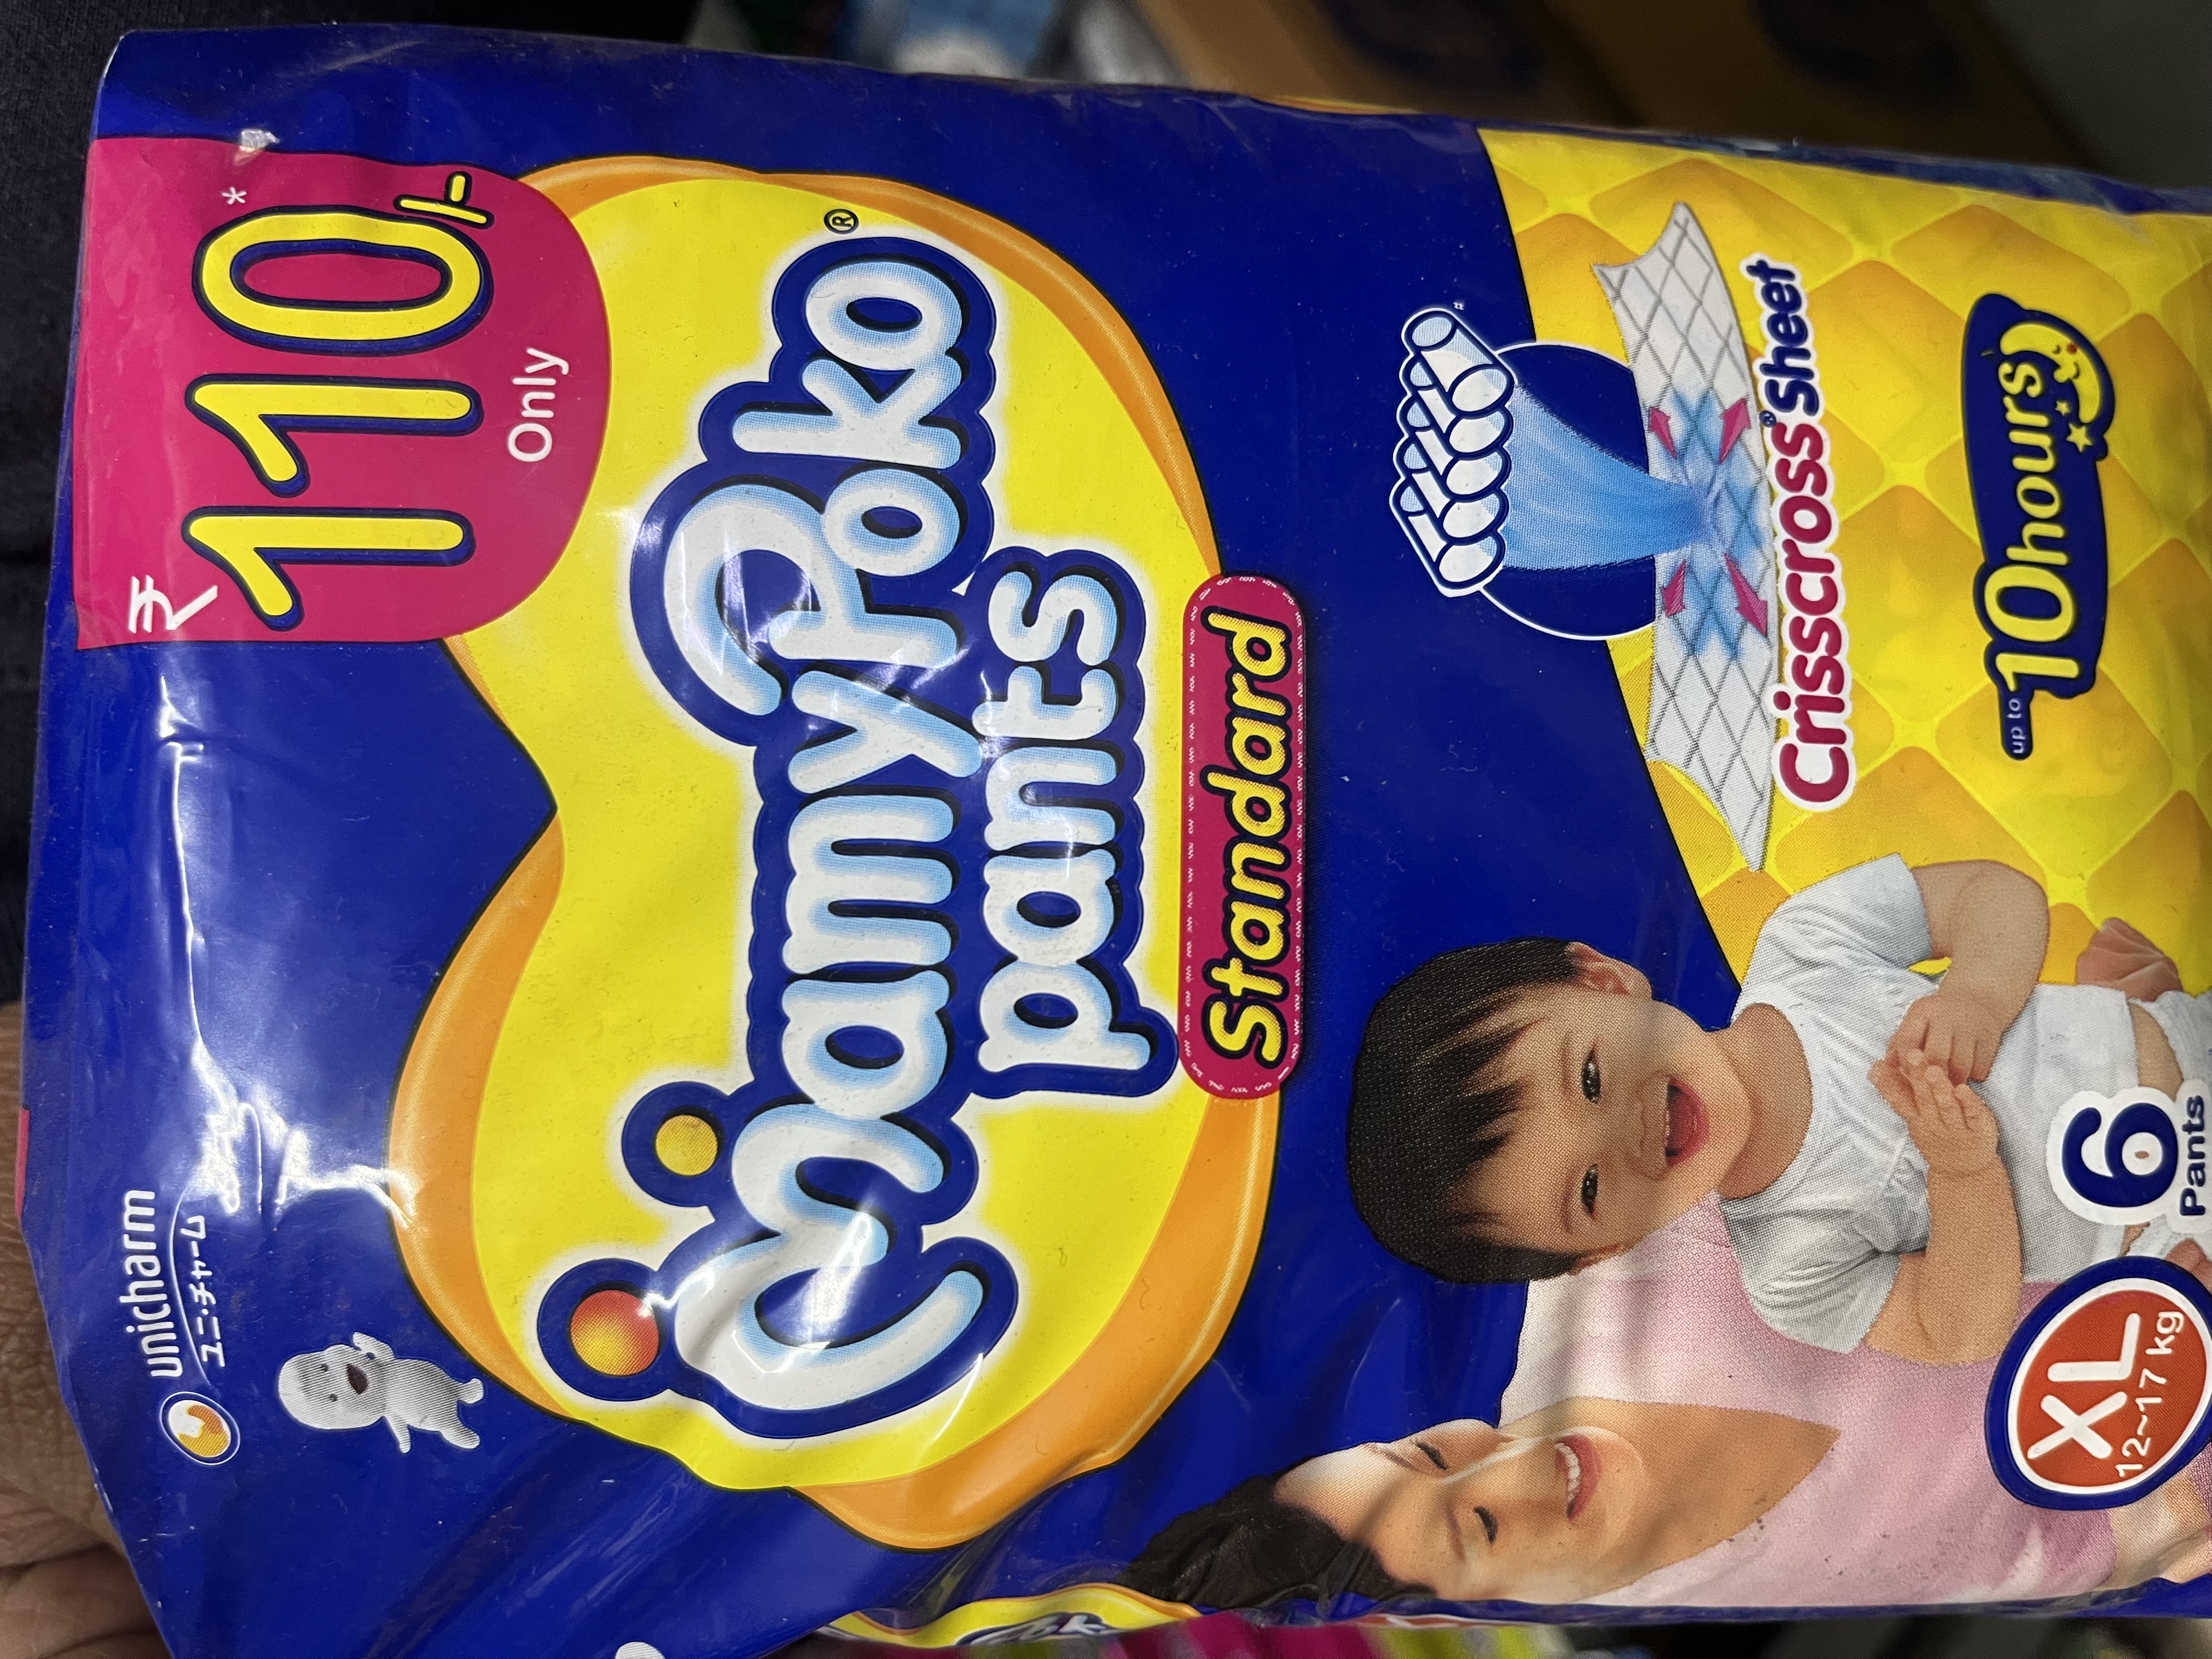 unicharm
ユニ・チャーム
₹ 110/-*
Only
MamyPoko®
pants
Standard
Crisscross® Sheet
up to 10hours
6
Pants
XL
12~17 kg